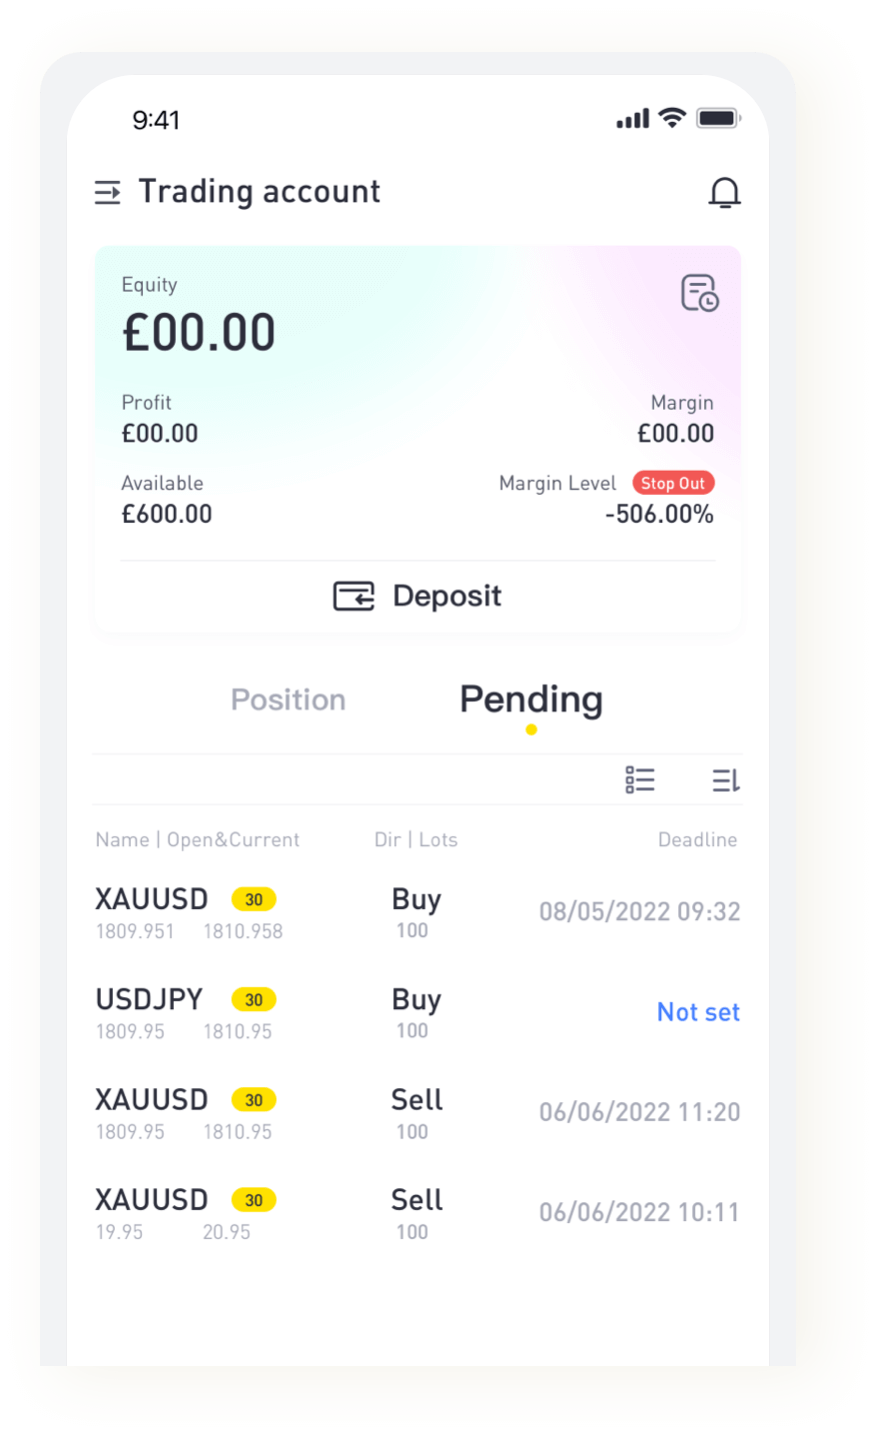 9:41
Trading account
Equity
£00.00
Profit Margin
£00.00 £00.00
Available Margin Level Stop Out
£600.00 -506.00%
Deposit
Position Pending
Name | Open&Current Dir | Lots Deadline
XAUUSD 30 Buy 08/05/2022 09:32
1809.951 1810.958 100
USDJPY 30 Buy Not set
1809.95 1810.95 100
XAUUSD 30 Sell 06/06/2022 11:20
1809.95 1810.95 100
XAUUSD 30 Sell 06/06/2022 10:11
19.95 20.95 100